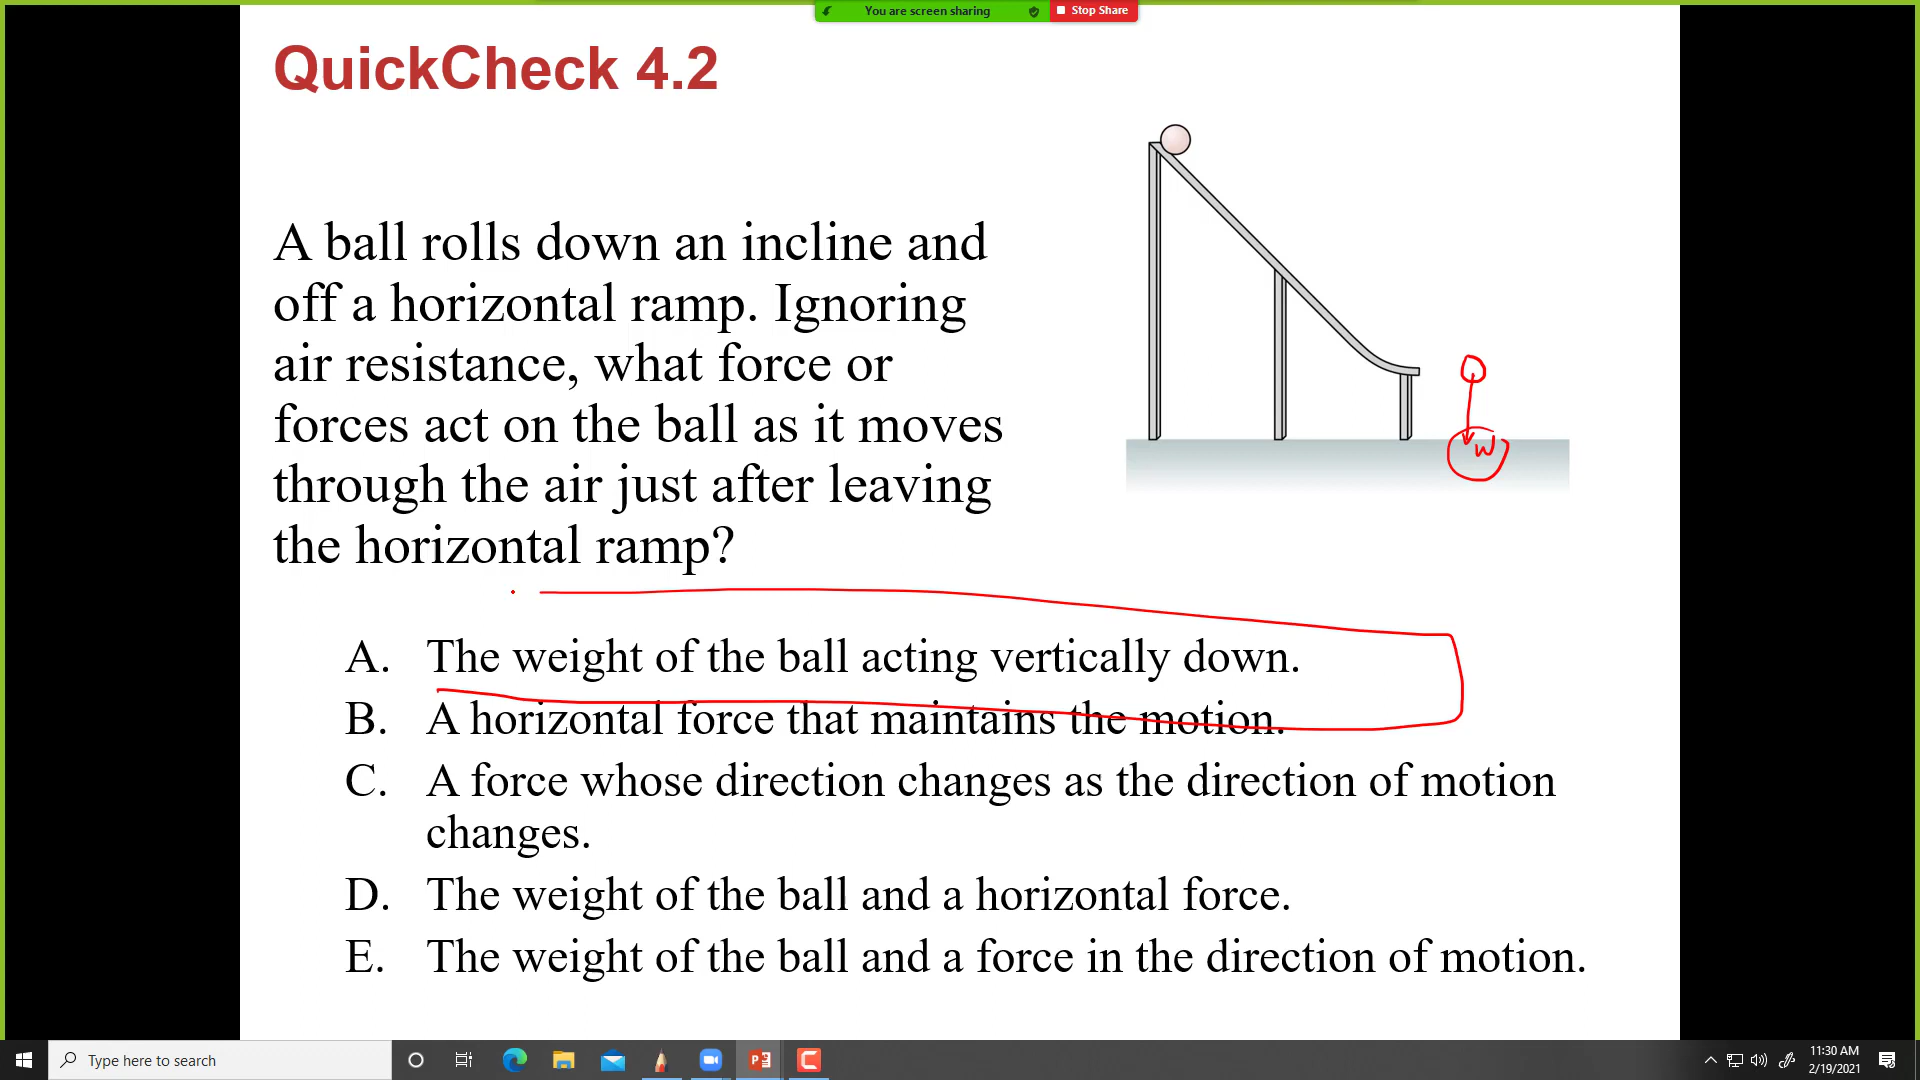 You are screen sharing
Stop Share
QuickCheck 4.2
A ball rolls down an incline and
off a horizontal ramp. Ignoring
air resistance, what force or
forces act on the ball as it moves
through the air just after leaving
the horizontal ramp?
W
A. The weight of the ball acting vertically down.
B. A horizontal force that maintains the motion.
C. A force whose direction changes as the direction of motion
changes.
D. The weight of the ball and a horizontal force.
E. The weight of the ball and a force in the direction of motion.
Type here to search
11:30 AM
2/19/2021